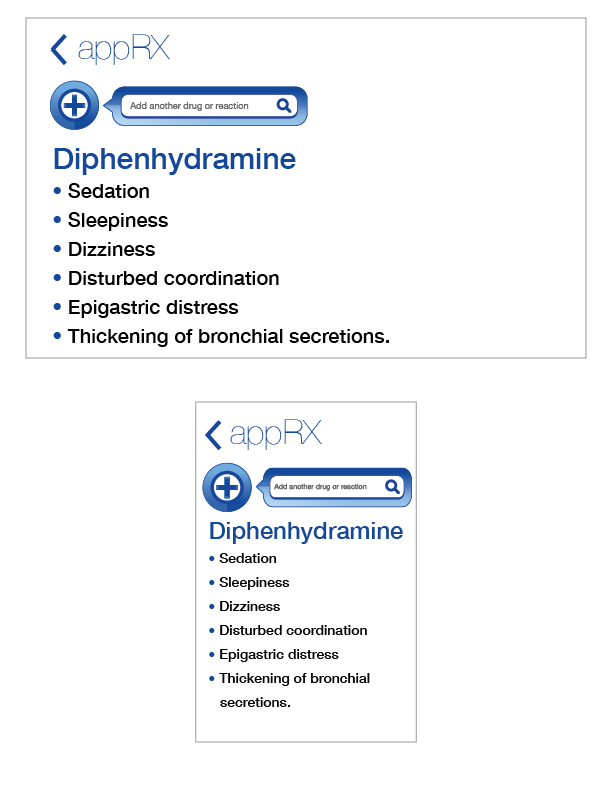 appRX
Add another drug or reaction
Diphenhydramine
• Sedation
• Sleepiness
• Dizziness
• Disturbed coordination
• Epigastric distress
• Thickening of bronchial secretions.
appRX
Add another drug or reaction
Diphenhydramine
• Sedation
• Sleepiness
• Dizziness
• Disturbed coordination
• Epigastric distress
• Thickening of bronchial
secretions.